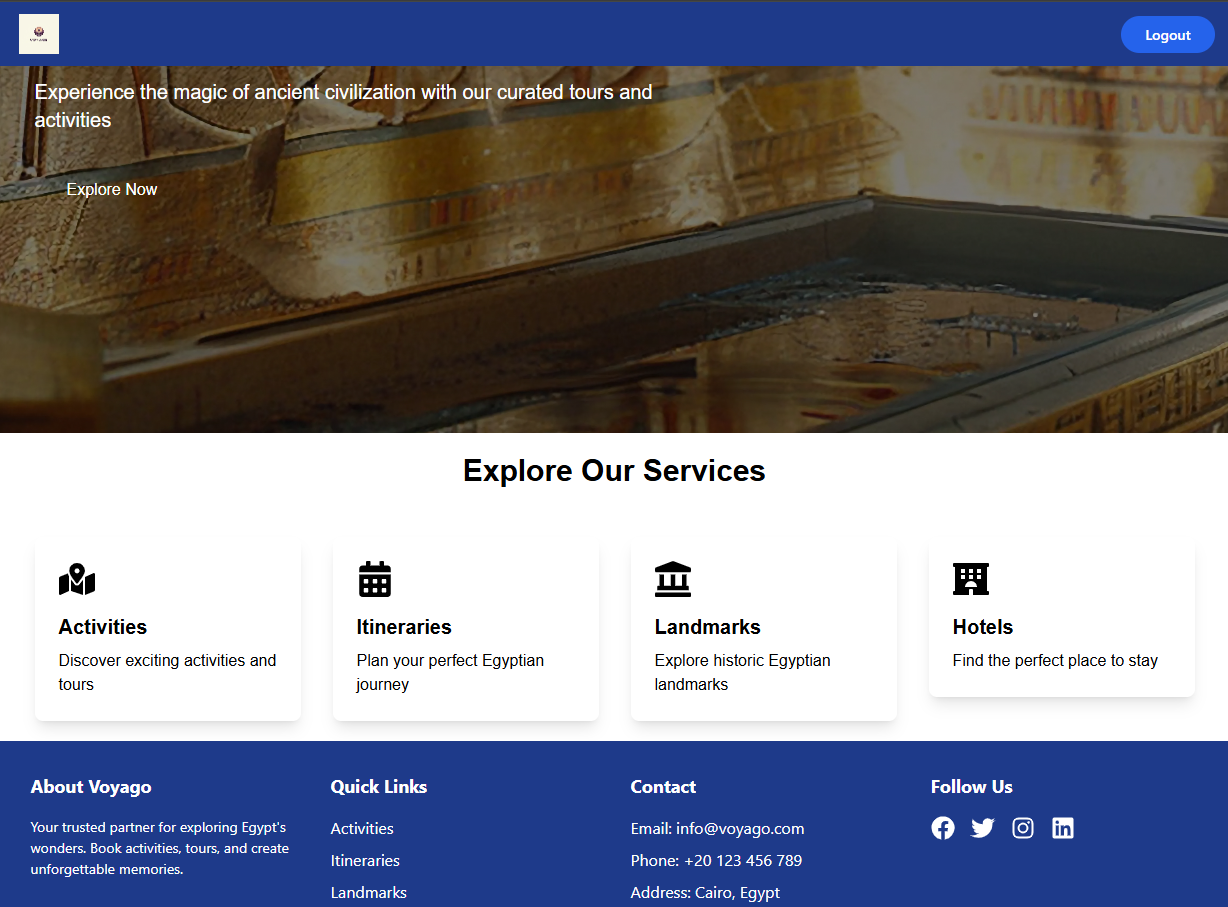 Logout
Experience the magic of ancient civilization with our curated tours and
activities
Explore Now
Explore Our Services
Activities
Discover exciting activities and
tours
Itineraries
Plan your perfect Egyptian
journey
Landmarks
Explore historic Egyptian
landmarks
Hotels
Find the perfect place to stay
About Voyago
Your trusted partner for exploring Egypt's
wonders. Book activities, tours, and create
unforgettable memories.
Quick Links
Activities
Itineraries
Landmarks
Contact
Email: info@voyago.com
Phone: +20 123 456 789
Address: Cairo, Egypt
Follow Us